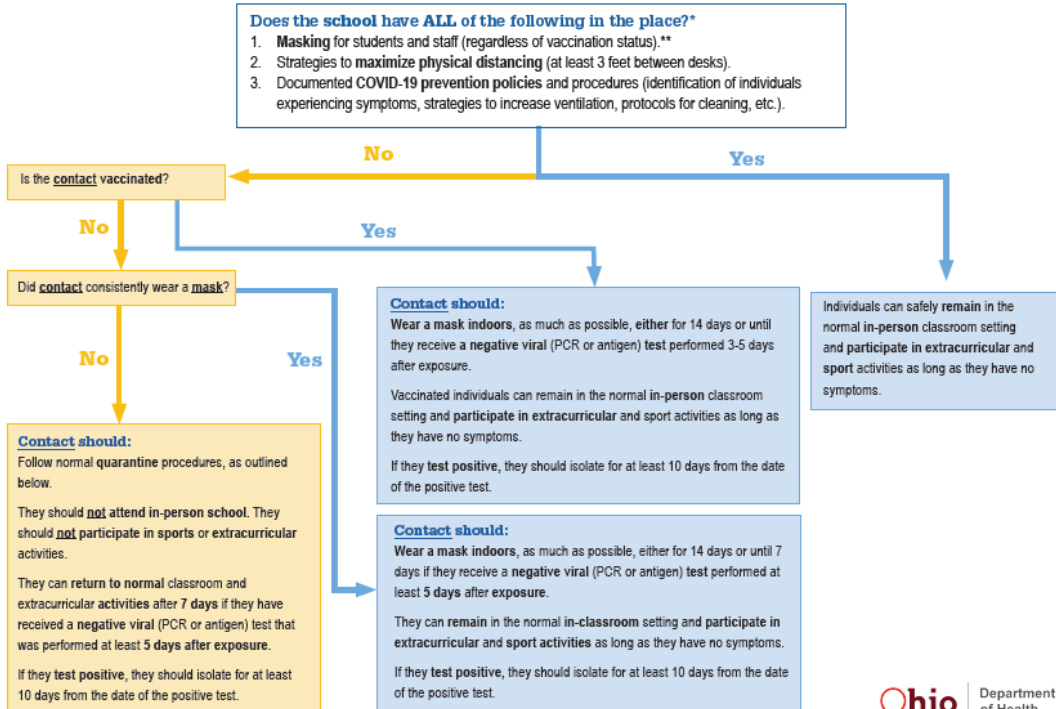 Does the school have ALL of the following in the place?*
1. Masking for students and staff (regardless of vaccination status).**
2. Strategies to maximize physical distancing (at least 3 feet between desks).
3. Documented COVID-19 prevention policies and procedures (identification of individuals
experiencing symptoms, strategies to increase ventilation, protocols for cleaning, etc.).
No
Yes
Is the contact vaccinated?
No
Yes
Did contact consistently wear a mask?
No
Yes
Contact should:
Wear a mask indoors, as much as possible, either for 14 days or until
they receive a negative viral (PCR or antigen) test performed 3-5 days
after exposure.
Vaccinated individuals can remain in the normal in-person classroom
setting and participate in extracurricular and sport activities as long as
they have no symptoms.
If they test positive, they should isolate for at least 10 days from the date
of the positive test.
Individuals can safely remain in the
normal in-person classroom setting
and participate in extracurricular and
sport activities as long as they have no
symptoms.
Contact should:
Follow normal quarantine procedures, as outlined
below.
They should not attend in-person school. They
should not participate in sports or extracurricular
activities.
They can return to normal classroom and
extracurricular activities after 7 days if they have
received a negative viral (PCR or antigen) test that
was performed at least 5 days after exposure.
If they test positive, they should isolate for at least
10 days from the date of the positive test.
Contact should:
Wear a mask indoors, as much as possible, either for 14 days or until 7
days if they receive a negative viral (PCR or antigen) test performed at
least 5 days after exposure.
They can remain in the normal in-classroom setting and participate in
extracurricular and sport activities as long as they have no symptoms.
If they test positive, they should isolate for at least 10 days from the date
of the positive test.
Ohio
Department
of Health